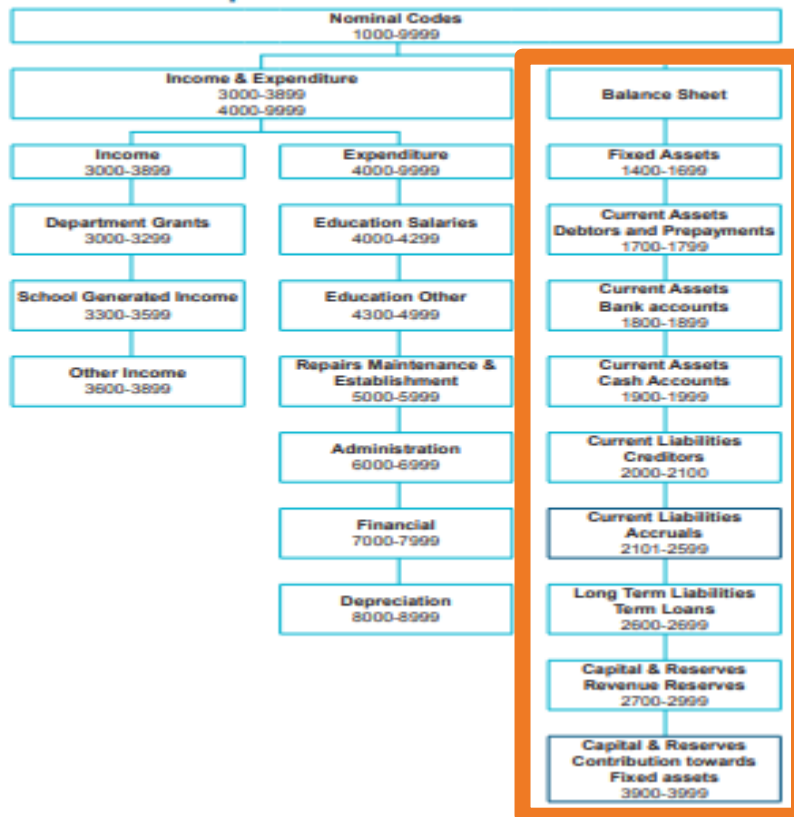 Nominal Codes
1000-9999
Income & Expenditure
3000-3899
4000-9999
Income
3000-3899
Department Grants
3000-3299
School Generated Income
3300-3599
Other Income
3600-3899
Expenditure
4000-9999
Education Salaries
4000-4299
Education Other
4300-4999
Repairs Maintenance &
Establishment
5000-5999
Administration
6000-6999
Financial
7000-7999
Depreciation
8000-8999
Balance Sheet
Fixed Assets
1400-1699
Current Assets
Debtors and Prepayments
1700-1799
Current Assets
Bank accounts
1800-1899
Current Assets
Cash Accounts
1900-1999
Current Liabilities
Creditors
2000-2100
Current Liabilities
Accruals
2101-2599
Long Term Liabilities
Term Loans
2600-2699
Capital & Reserves
Revenue Reserves
2700-2999
Capital & Reserves
Contribution towards
Fixed assets
3900-3999